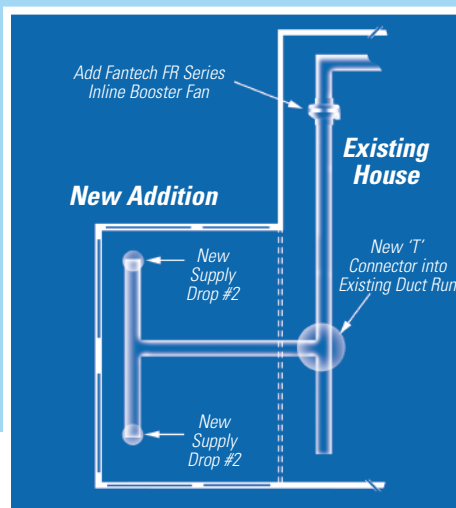 Add Fantech FR Series
Inline Booster Fan
Existing
House
New Addition
New
Supply
Drop #2
New 'T'
Connector into
Existing Duct Run
New
Supply
Drop #2